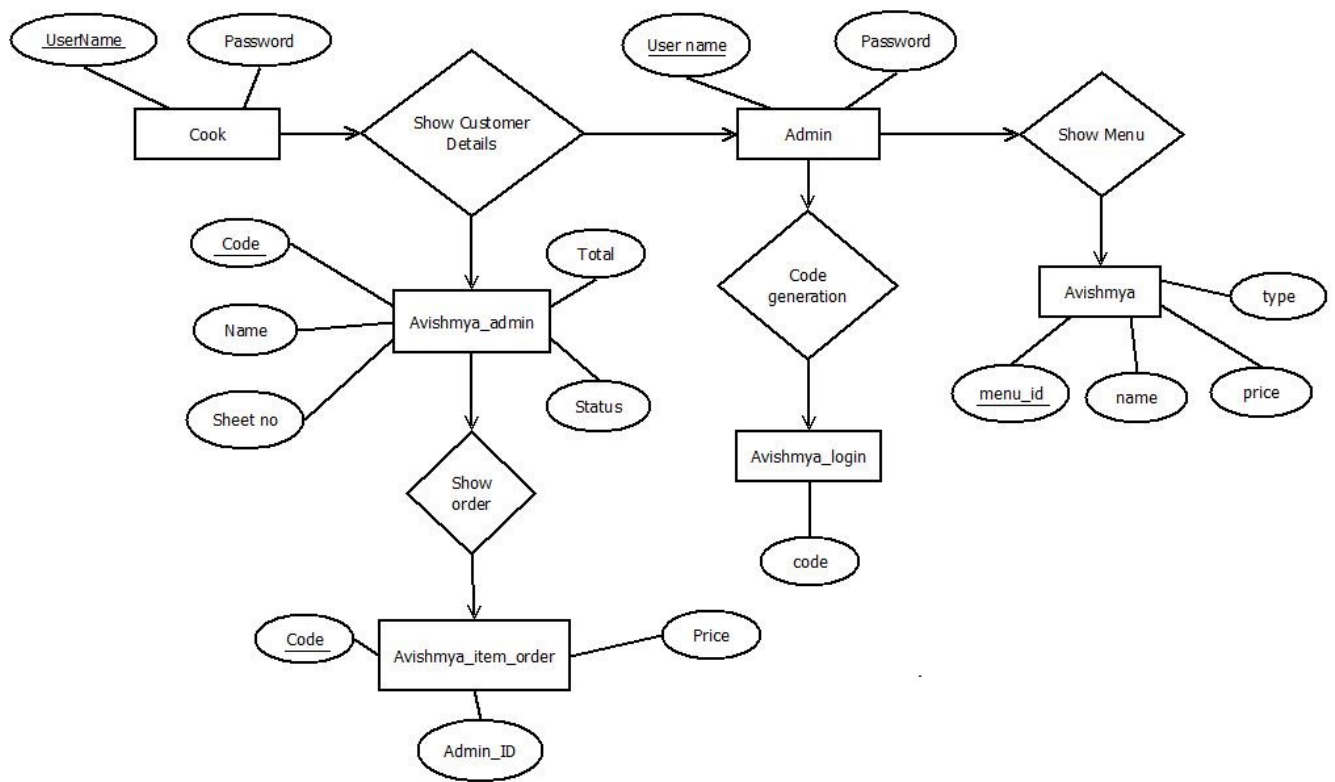 UserName
Password
User name
Password
Cook
Show Customer
Details
Admin
Show Menu
Code
Total
Code
generation
Name
Avishmya_admin
Avishmya
type
Sheet no
Status
menu_id
name
price
Avishmya_login
Show
order
code
Code
Avishmya_item_order
Price
Admin_ID